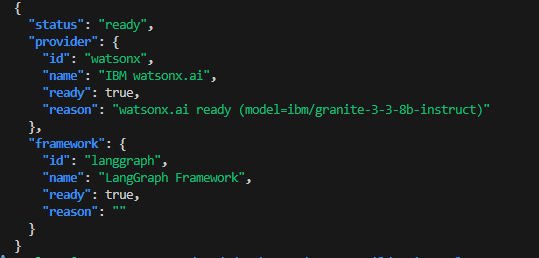 {
  "status": "ready",
  "provider": {
    "id": "watsonx",
    "name": "IBM watsonx.ai",
    "ready": true,
    "reason": "watsonx.ai ready (model=ibm/granite-3-3-8b-instruct)"
  },
  "framework": {
    "id": "langgraph",
    "name": "LangGraph Framework",
    "ready": true,
    "reason": ""
  }
}